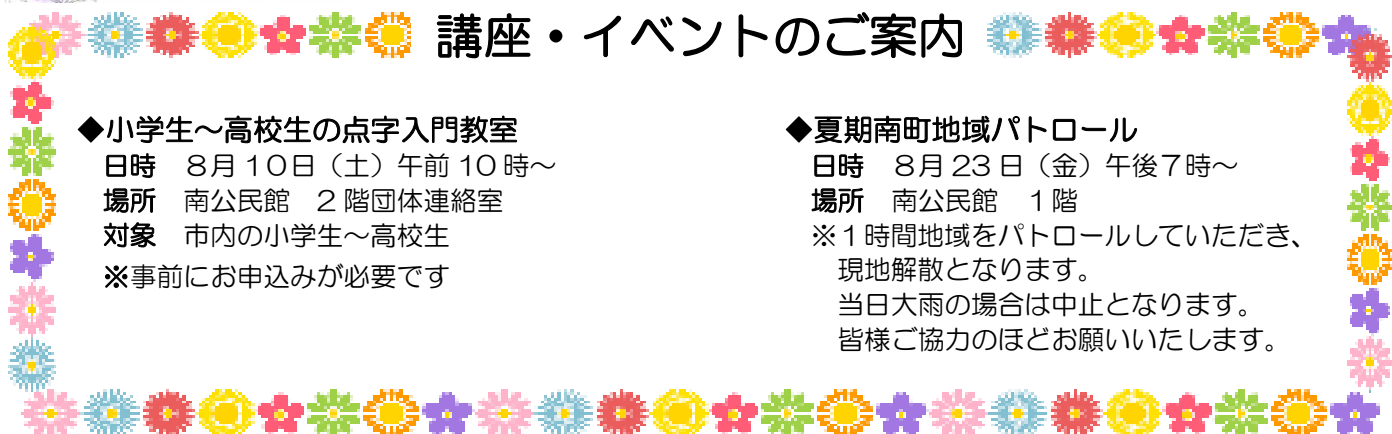 講座・イベントのご案内
◆小学生～高校生の点字入門教室
日時　８月１０日（土）午前 10 時～
場所　南公民館　２階団体連絡室
対象　市内の小学生～高校生
※事前にお申込みが必要です
◆夏期南町地域パトロール
日時　８月 23 日（金）午後７時～
場所　南公民館　１階
※１時間地域をパトロールしていただき、
現地解散となります。
当日大雨の場合は中止となります。
皆様ご協力のほどお願いいたします。